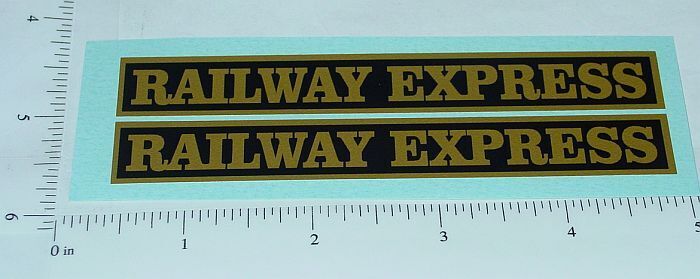 4
5
6
RAILWAY EXPRESS
RAILWAY EXPRESS
0 in 1 2 3 4 5